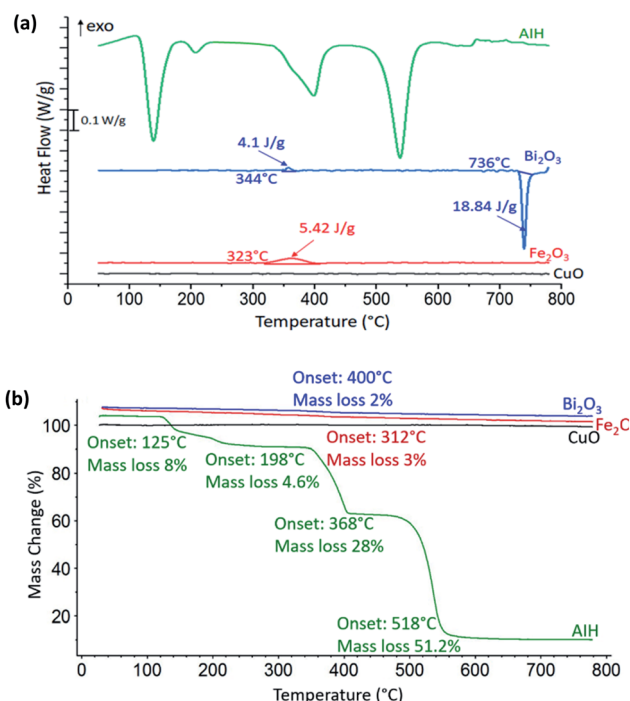 (a)
↑ exo
AIH
0.1 W/g
Heat Flow (W/g)
4.1 J/g
344°C
736°C
Bi₂O₃
18.84 J/g
5.42 J/g
323°C
Fe₂O₃
CuO
0 100 200 300 400 500 600 700 800
Temperature (°C)
(b)
Onset: 400°C
Mass loss 2%
Bi₂O₃
Fe₂O
CuO
100
80
60
40
20
Mass Change (%)
Onset: 125°C
Mass loss 8%
Onset: 198°C
Mass loss 4.6%
Onset: 312°C
Mass loss 3%
Onset: 368°C
Mass loss 28%
Onset: 518°C
Mass loss 51.2%
AIH
0 100 200 300 400 500 600 700 800
Temperature (°C)